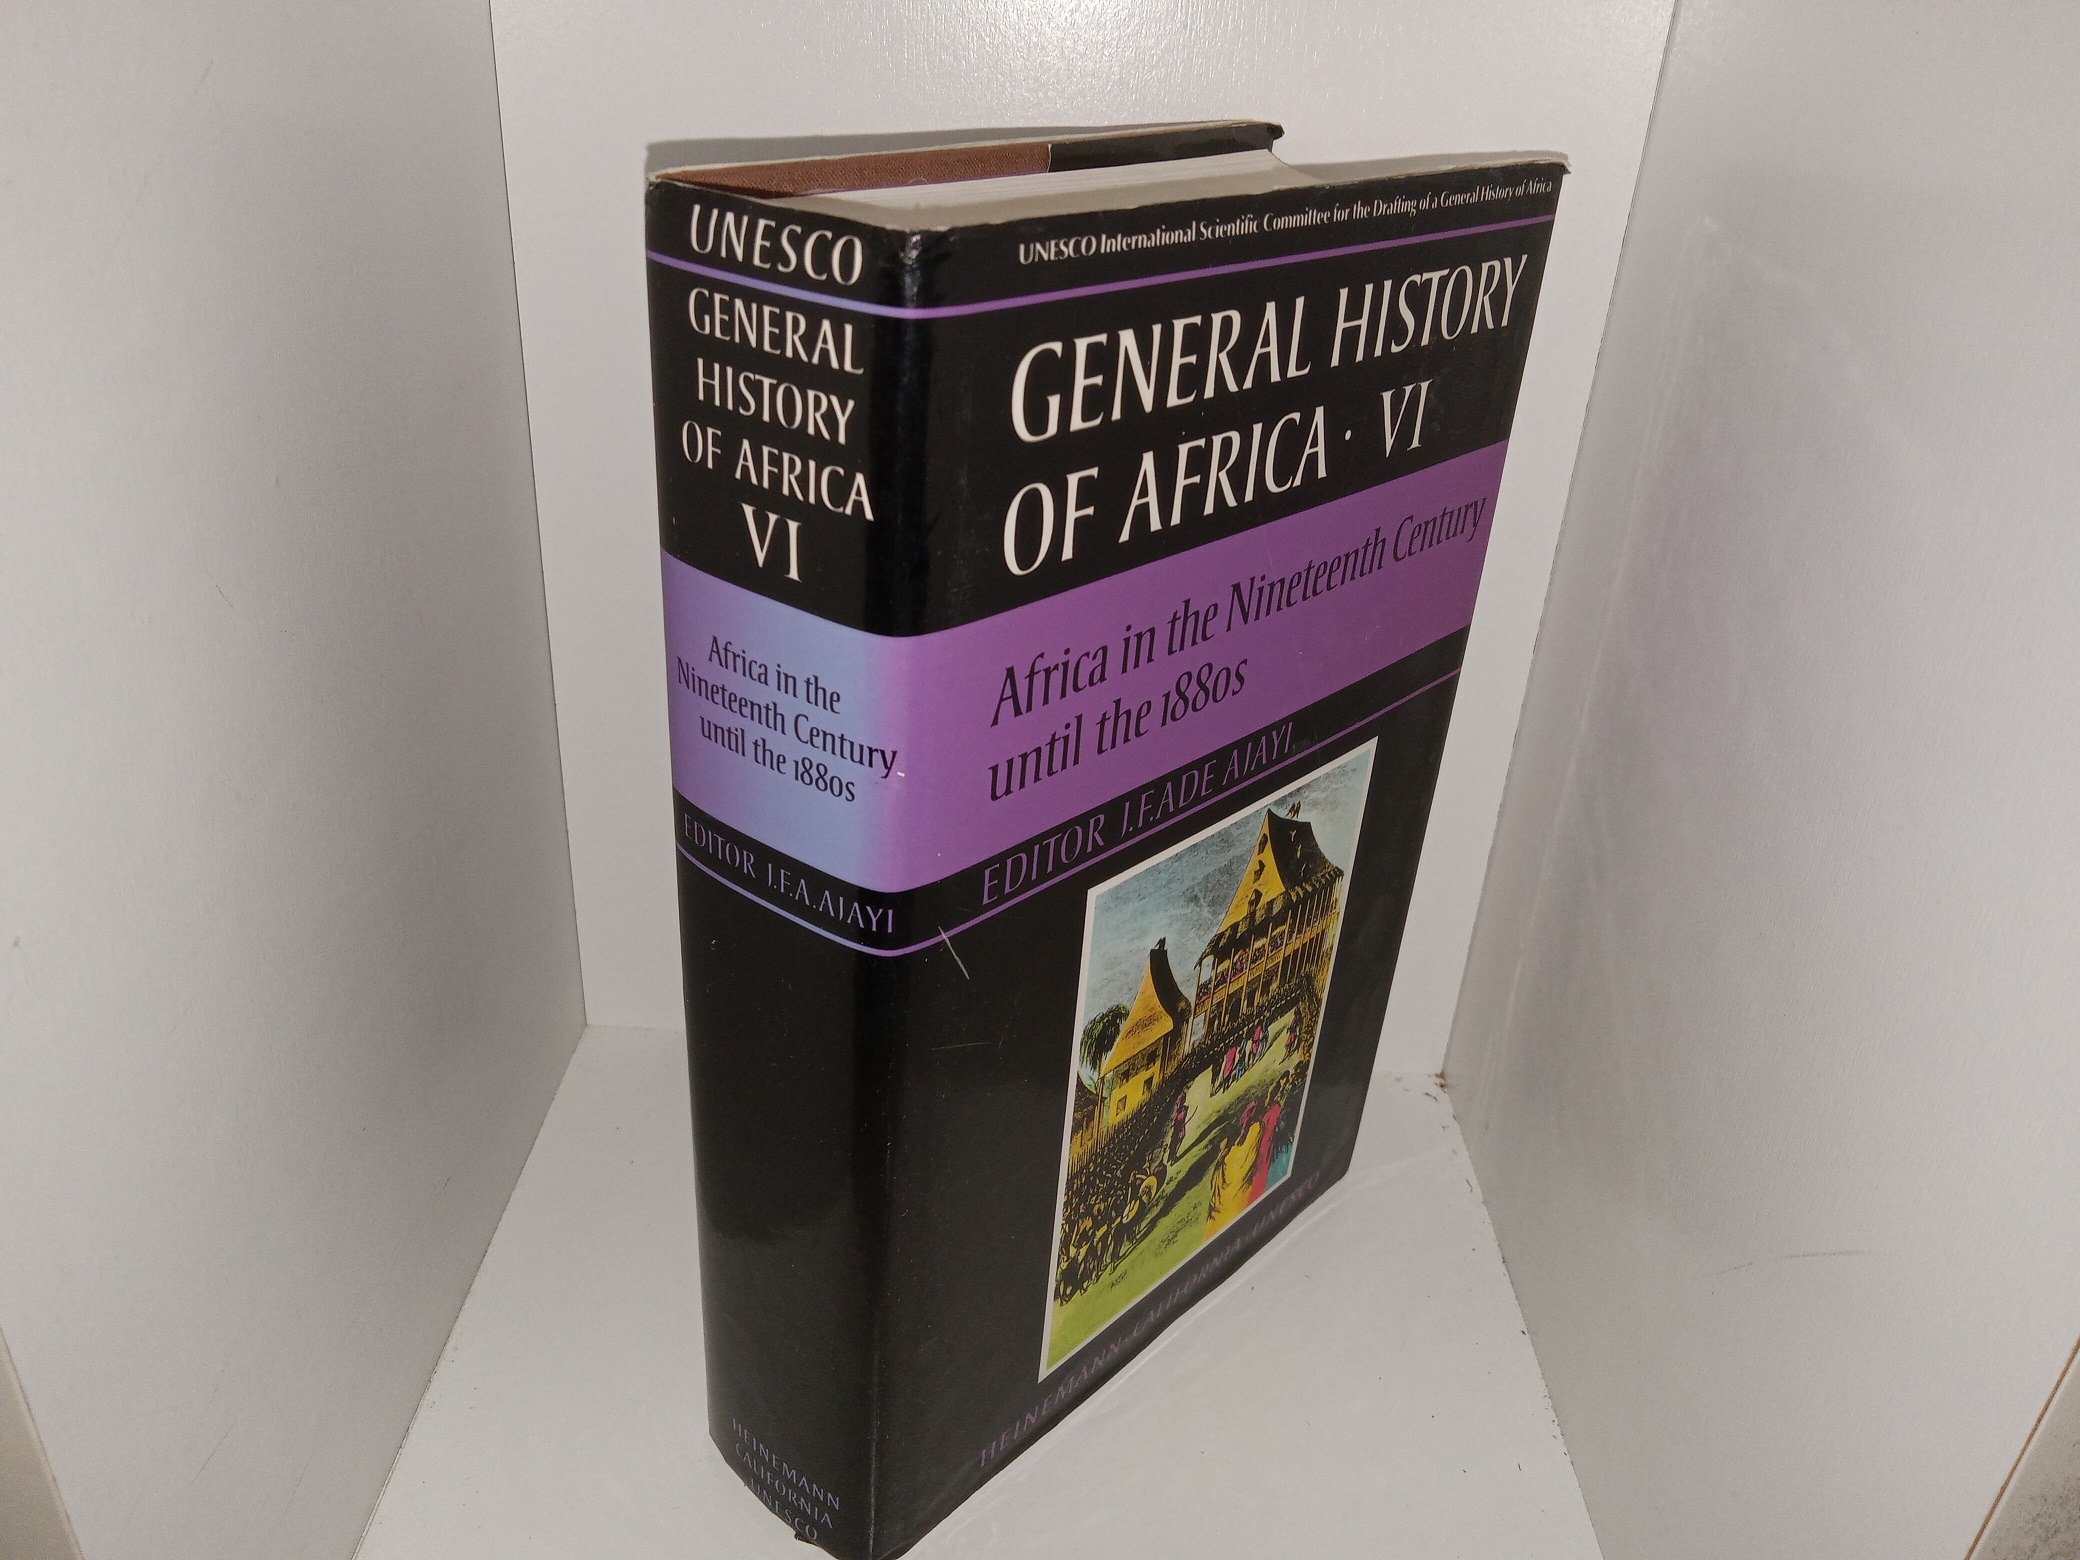 UNESCO
GENERAL
HISTORY
OF AFRICA
VI
Africa in the
Nineteenth Century
until the 1880s
EDITOR J.F.A.AJAYI
HEINEMANN
CALIFORNIA
UNESCO
UNESCO International Scientific Committee for the Drafting of a General History of Africa
GENERAL HISTORY
OF AFRICA · VI
Africa in the Nineteenth Century
until the 1880s
EDITOR J.F.ADE AJAYI
HEINEMANN·CALIFORNIA·UNESCO